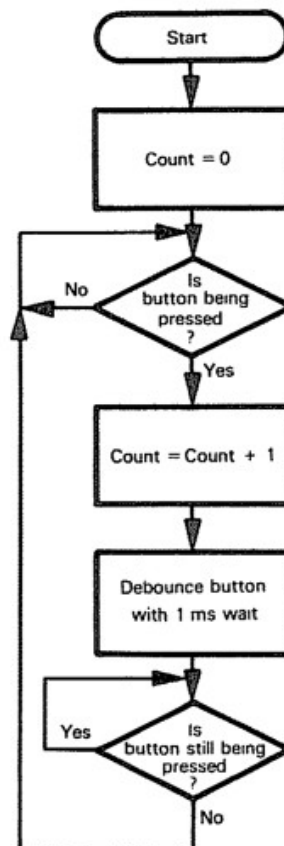 Start
Count = 0
Is
button being
pressed
?
No
Yes
Count = Count + 1
Debounce button
with 1 ms wait
Is
button still being
pressed
?
Yes
No